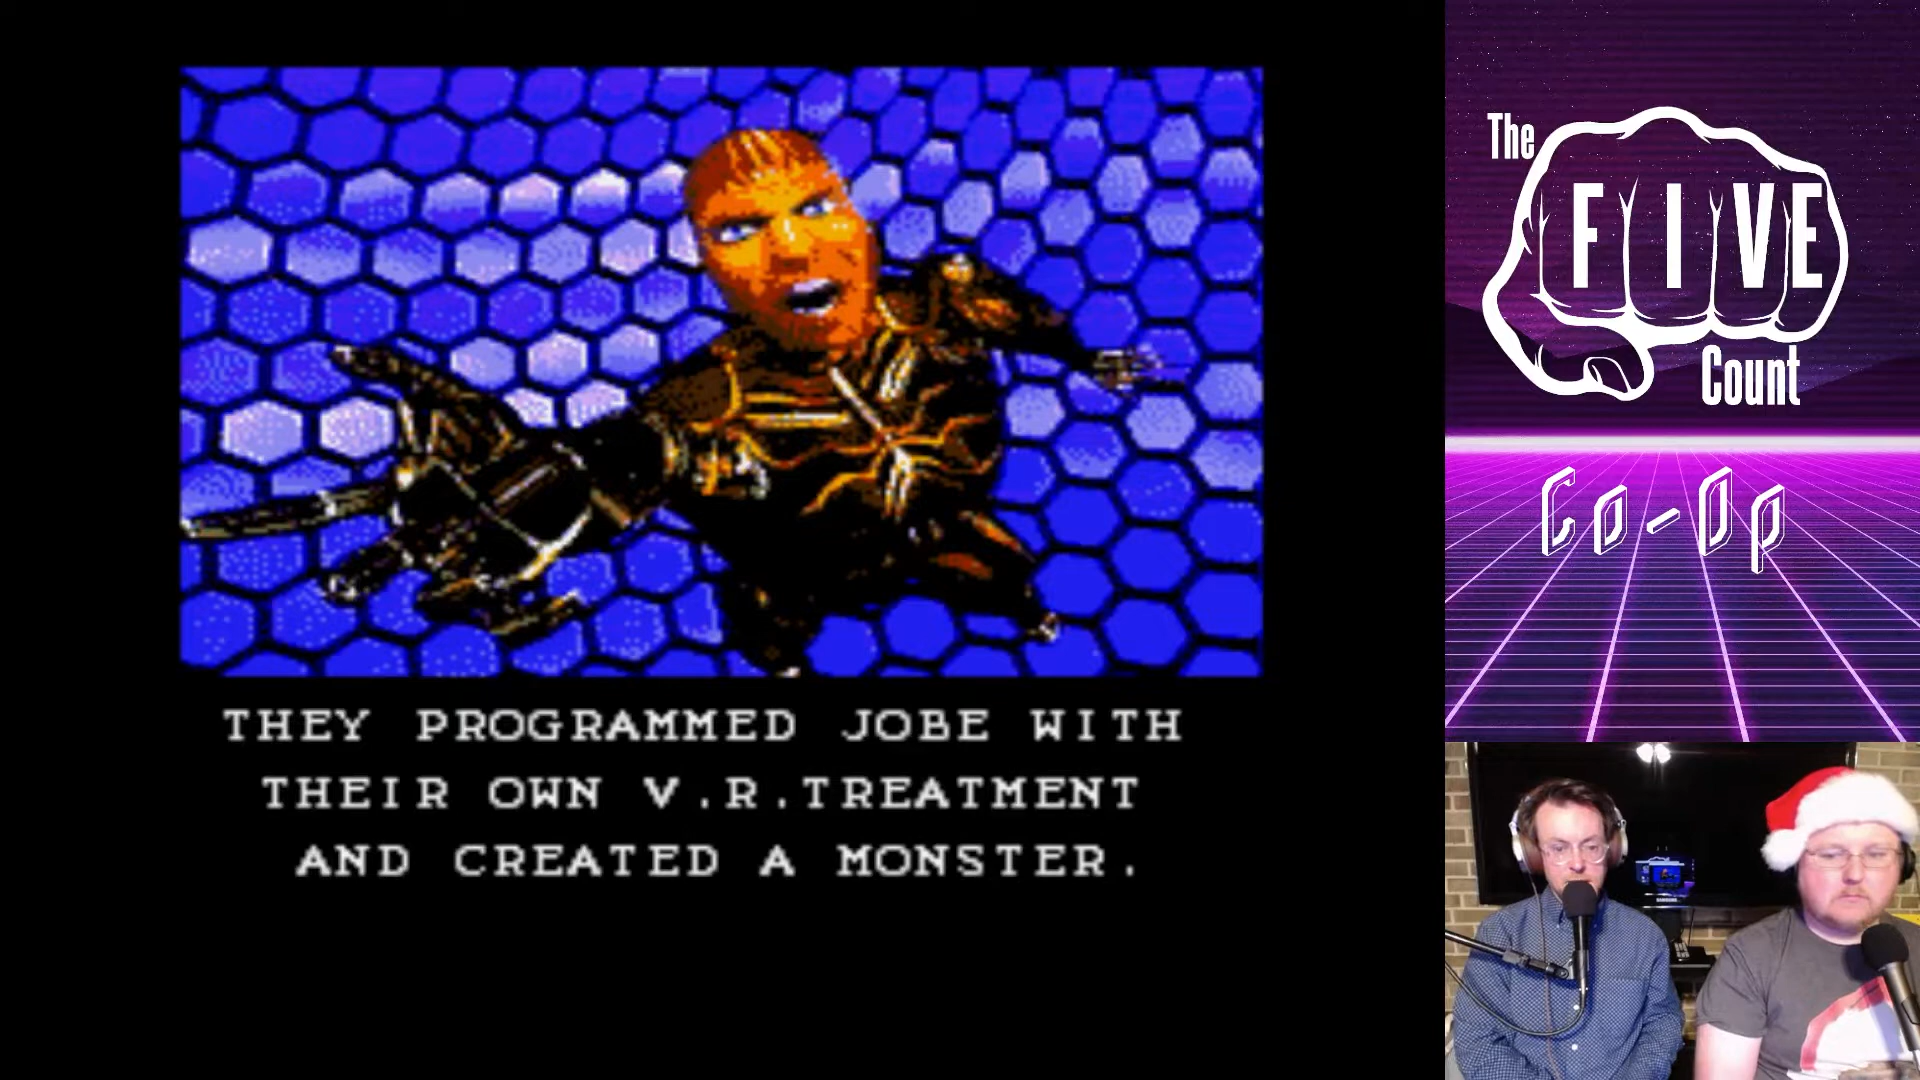 THEY PROGRAMMED JOBE WITH
THEIR OWN V.R.TREATMENT
AND CREATED A MONSTER.
The
FIVE
Count
Co-Op